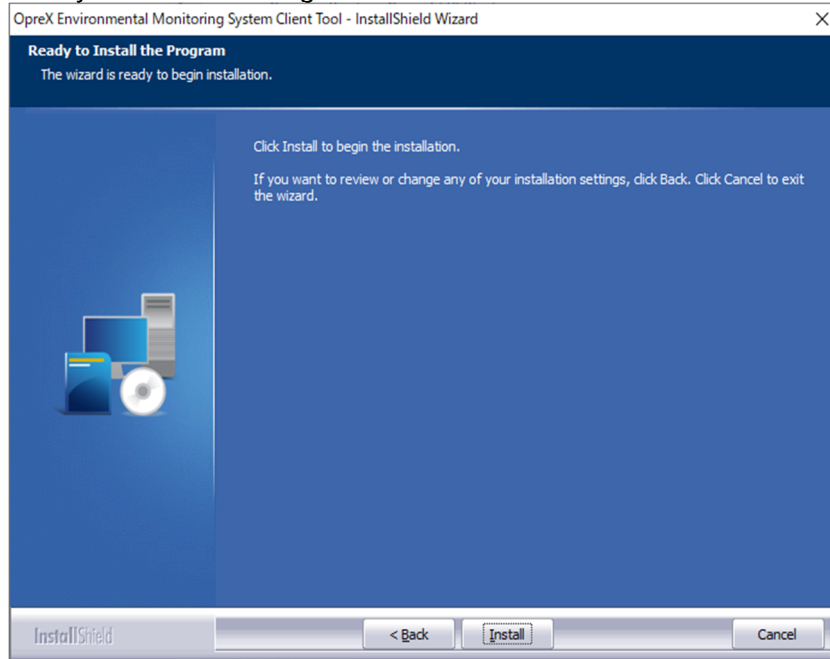 OpreX Environmental Monitoring System Client Tool - InstallShield Wizard
Ready to Install the Program
The wizard is ready to begin installation.
Click Install to begin the installation.
If you want to review or change any of your installation settings, click Back. Click Cancel to exit
the wizard.
InstallShield
< Back
Install
Cancel